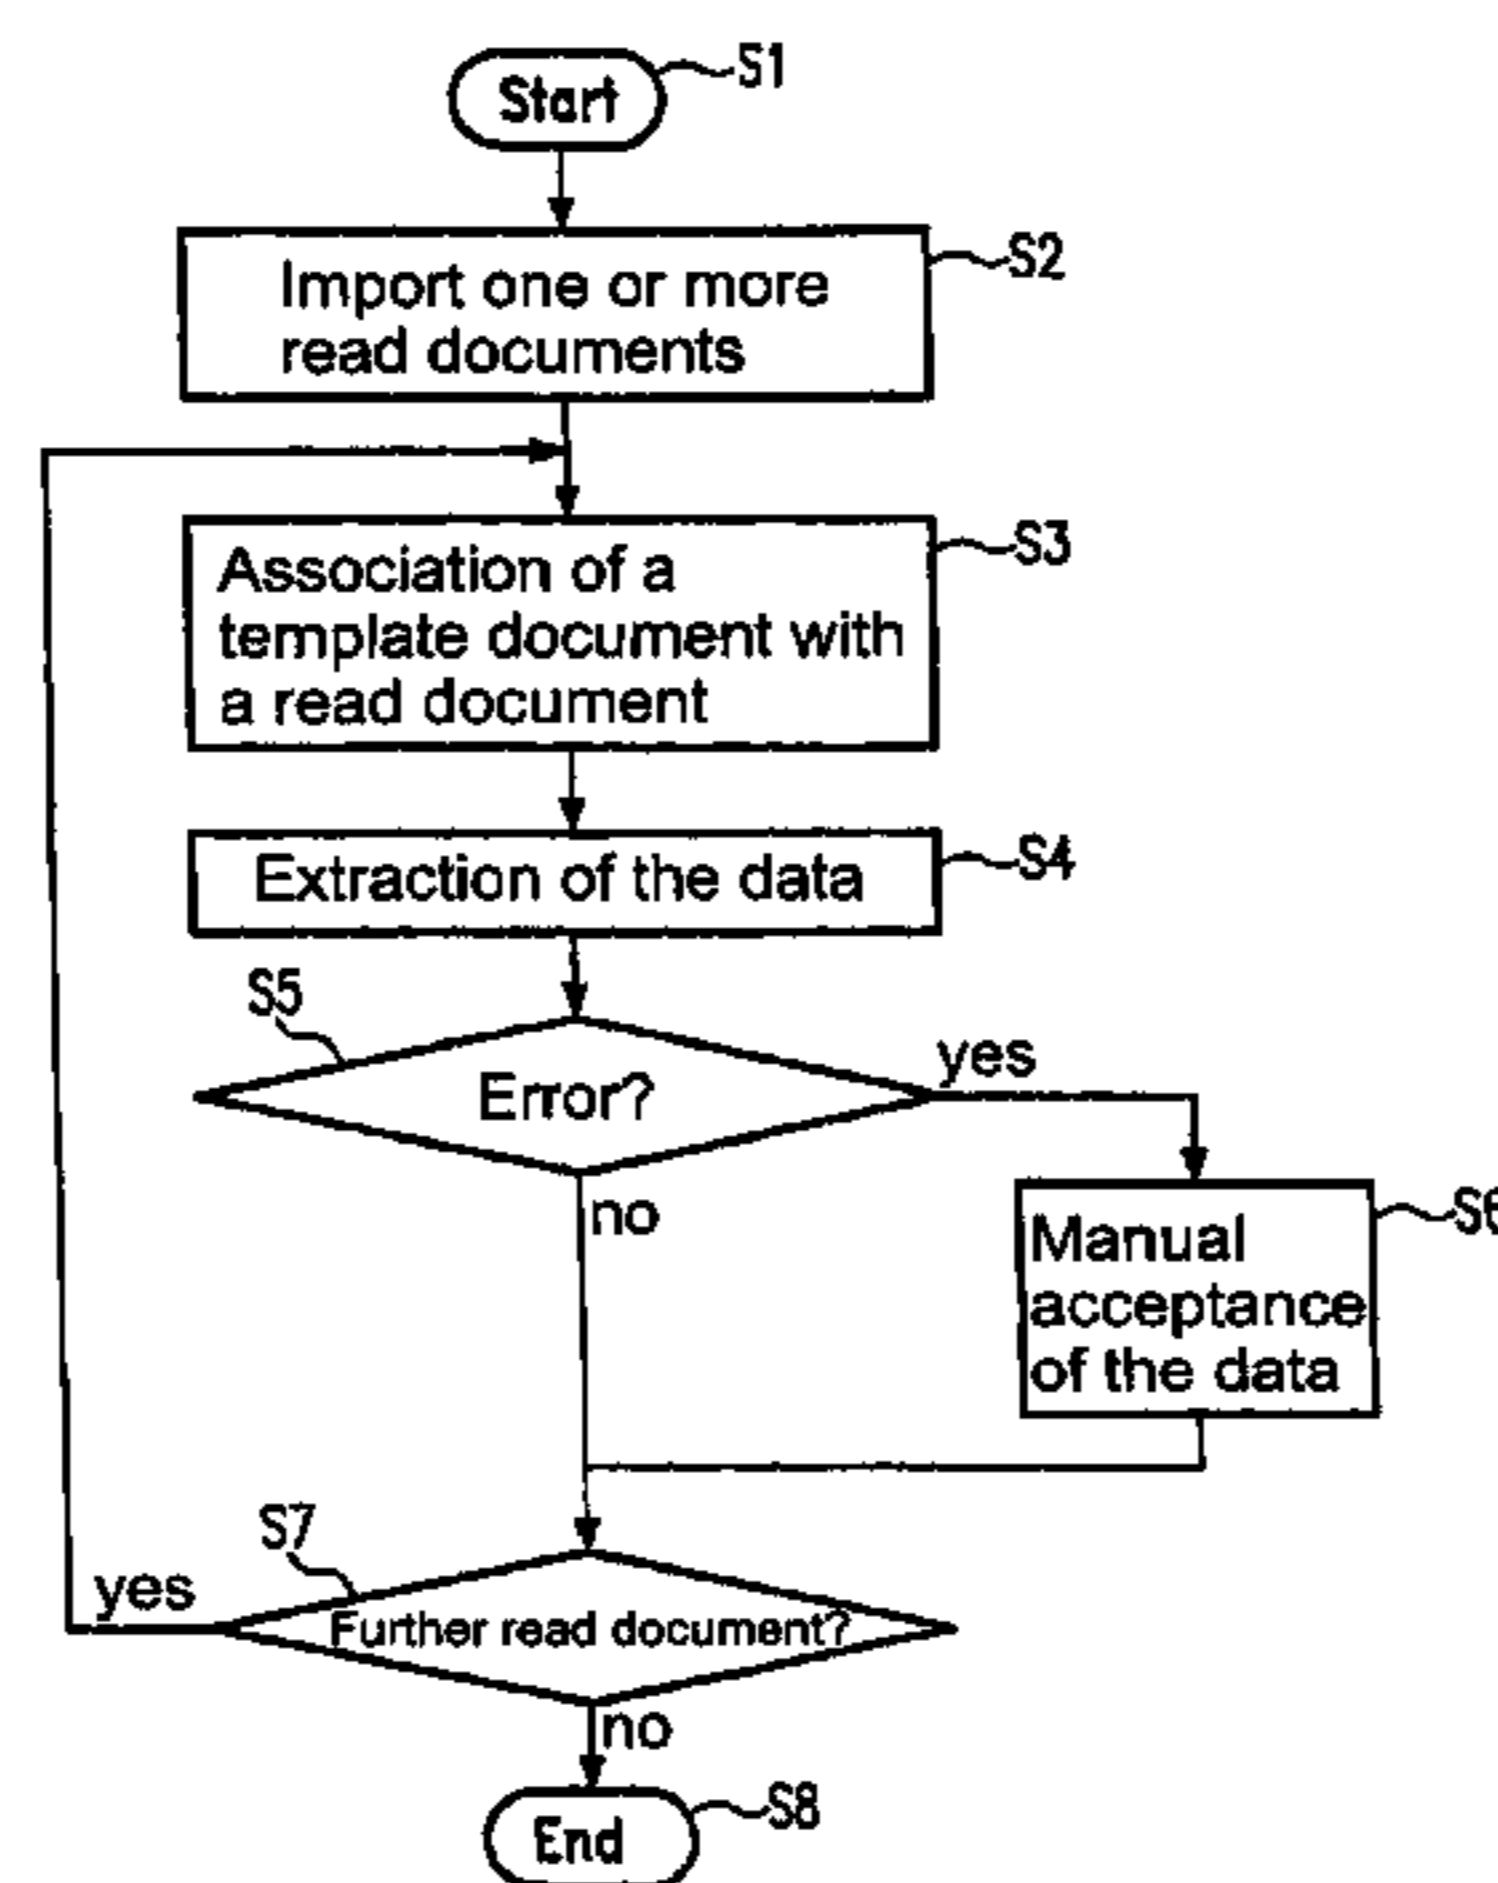 Start
S1
Import one or more
read documents
S2
Association of a
template document with
a read document
S3
Extraction of the data
S4
S5
Error?
yes
no
Manual
acceptance
of the data
S6
S7
yes
Further read document?
no
End
S8